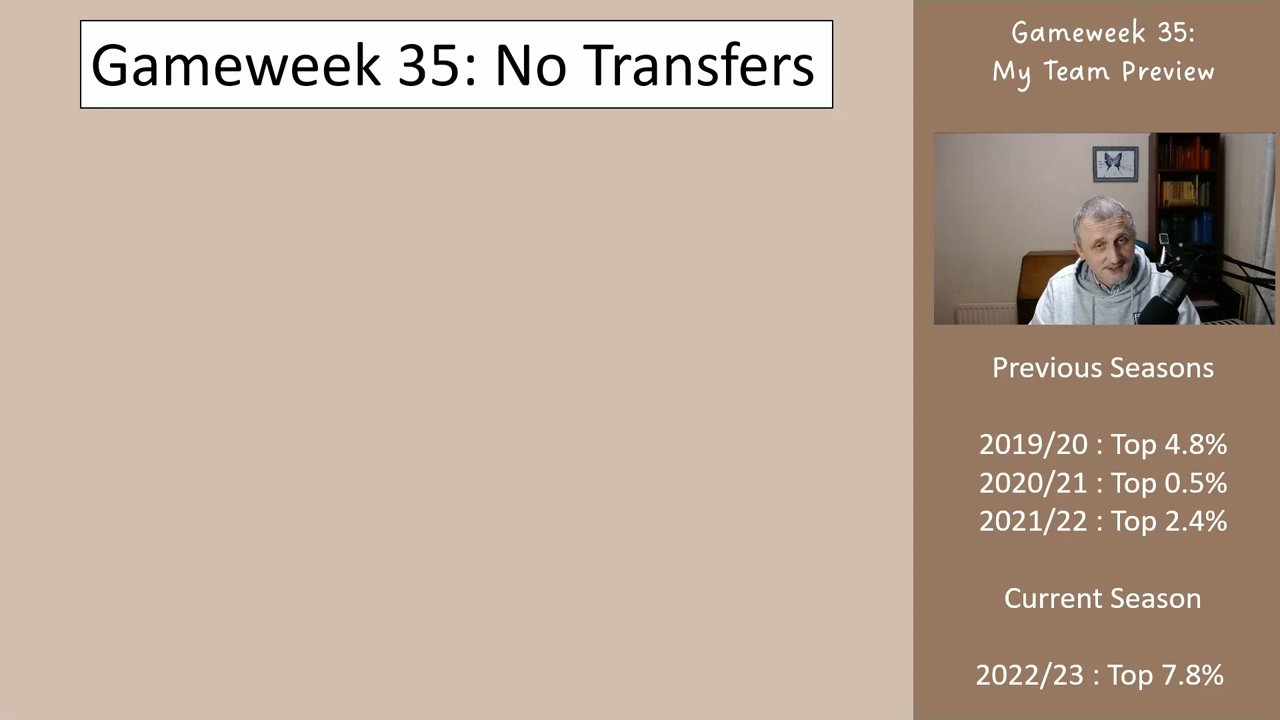 Gameweek 35: No Transfers
Gameweek 35:
My Team Preview
Previous Seasons
2019/20 : Top 4.8%
2020/21 : Top 0.5%
2021/22 : Top 2.4%
Current Season
2022/23 : Top 7.8%